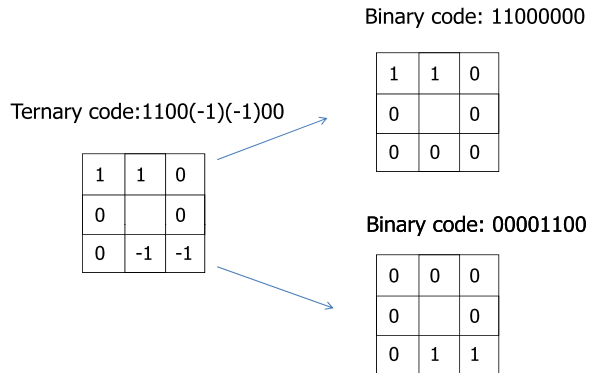 Binary code: 11000000
1 1 0
0 0
0 0 0
Ternary code:1100(-1)(-1)00
1 1 0
0 0
0 -1 -1
Binary code: 00001100
0 0 0
0 0
0 1 1